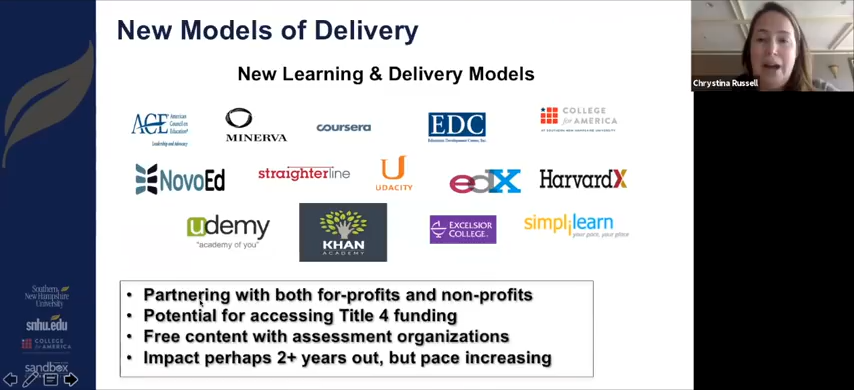 New Models of Delivery
Chrystina Russell
New Learning & Delivery Models
ACE American Council on Education
Leadership and Advocacy
MINERVA
coursera
EDC
Education Development Center, Inc.
COLLEGE for AMERICA
AT SOUTHERN NEW HAMPSHIRE UNIVERSITY
NovoEd
straighterline
UDACITY
edX
HarvardX
udemy
"academy of you"
KHAN ACADEMY
EXCELSIOR COLLEGE
simplilearn
• Partnering with both for-profits and non-profits
• Potential for accessing Title 4 funding
• Free content with assessment organizations
• Impact perhaps 2+ years out, but pace increasing
Southern
New Hampshire
University
snhu.edu
COLLEGE for AMERICA
sandbox